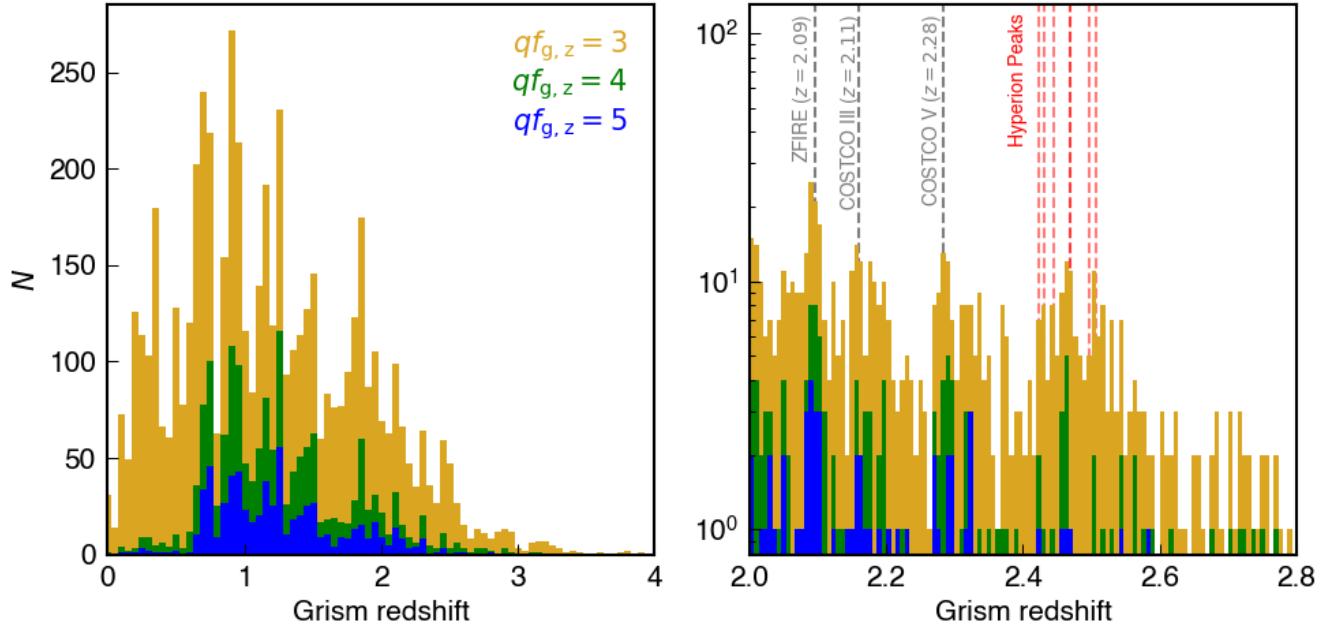 N
250
200
150
100
50
0
0
1
2
3
4
Grism redshift
qf_g, z = 3
qf_g, z = 4
qf_g, z = 5
10²
10¹
10⁰
2.0
2.2
2.4
2.6
2.8
Grism redshift
ZFIRE (z = 2.09)
COSTCO III (z = 2.11)
COSTCO V (z = 2.28)
Hyperion Peaks